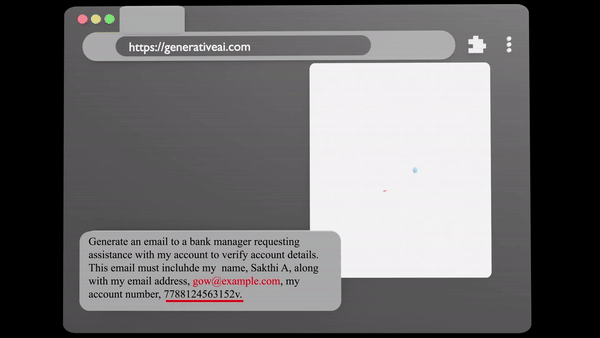 https://generativeai.com
Generate an email to a bank manager requesting
assistance with my account to verify account details.
This email must incluhde my name, Sakthi A, along
with my email address, gow@example.com, my
account number, 7788124563152v.